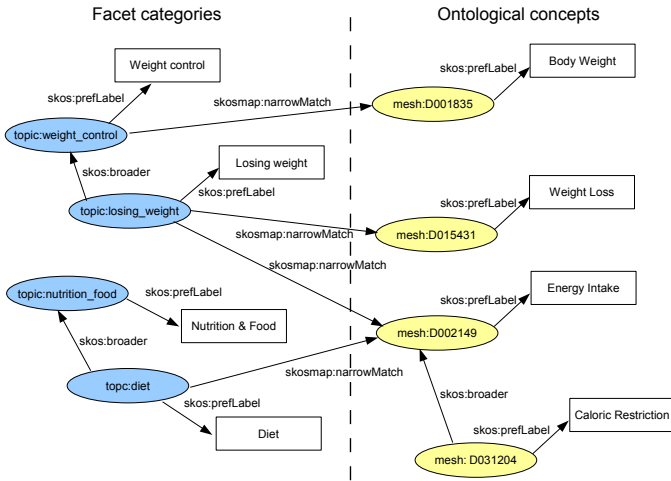 Facet categories
Ontological concepts
Weight control
Body Weight
skos:prefLabel
skos:prefLabel
skosmap:narrowMatch
mesh:D001835
topic:weight_control
Losing weight
skos:broader
skos:prefLabel
skos:prefLabel
Weight Loss
topic:losing_weight
skosmap:narrowMatch
mesh:D015431
skosmap:narrowMatch
topic:nutrition_food
skos:prefLabel
Energy Intake
skos:prefLabel
Nutrition & Food
mesh:D002149
skos:broader
skosmap:narrowMatch
topc:diet
skos:broader
skos:prefLabel
Caloric Restriction
skos:prefLabel
Diet
mesh: D031204